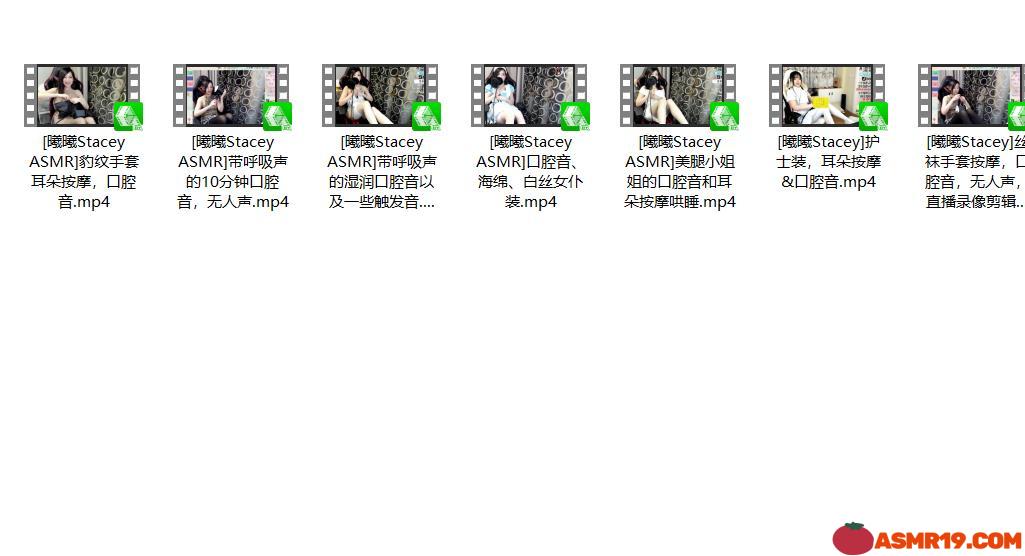 [曦曦Stacey
ASMR]豹纹手套
耳朵按摩，口腔
音.mp4
[曦曦Stacey
ASMR]带呼吸声
的10分钟口腔
音，无人声.mp4
[曦曦Stacey
ASMR]带呼吸声
的湿润口腔音以
及一些触发音....
[曦曦Stacey
ASMR]口腔音、
海绵、白丝女仆
装.mp4
[曦曦Stacey
ASMR]美腿小姐
姐的口腔音和耳
朵按摩哄睡.mp4
[曦曦Stacey]护
士装，耳朵按摩
&口腔音.mp4
[曦曦Stacey]丝
袜手套按摩，口
腔音，无人声，
直播录像剪辑...
ASMR19.COM